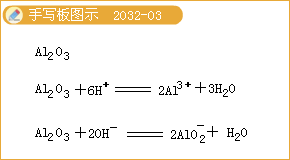 手写板图示 2032-03
Al₂O₃
Al₂O₃+6H⁺══2Al³⁺+3H₂O
Al₂O₃+2OH⁻══2AlO₂⁻+ H₂O